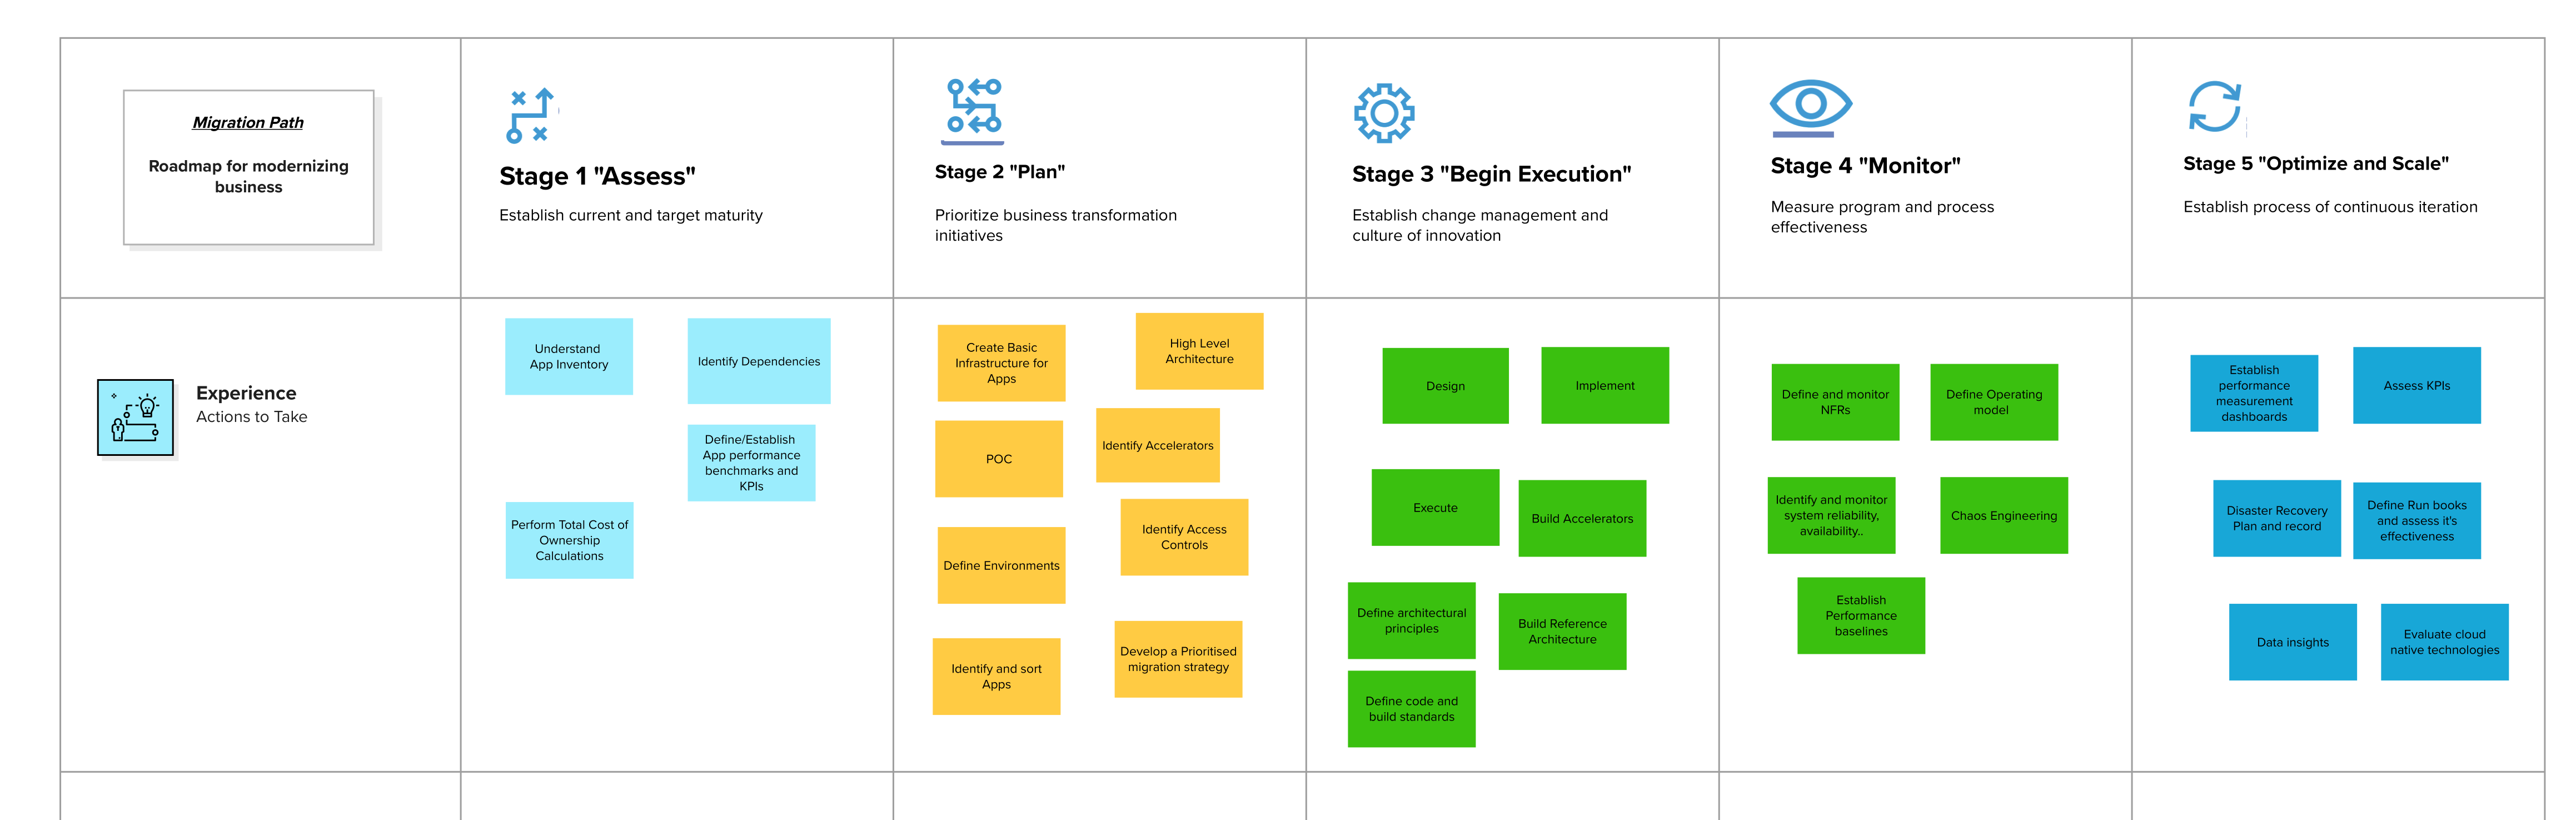 Migration Path
Roadmap for modernizing
business
Stage 1 "Assess"
Establish current and target maturity
Stage 2 "Plan"
Prioritize business transformation
initiatives
Stage 3 "Begin Execution"
Establish change management and
culture of innovation
Stage 4 "Monitor"
Measure program and process
effectiveness
Stage 5 "Optimize and Scale"
Establish process of continuous iteration
Experience
Actions to Take
Understand
App Inventory
Identify Dependencies
Define/Establish
App performance
benchmarks and
KPIs
Perform Total Cost of
Ownership
Calculations
Create Basic
Infrastructure for
Apps
High Level
Architecture
POC
Identify Accelerators
Identify Access
Controls
Define Environments
Identify and sort
Apps
Develop a Prioritised
migration strategy
Design
Implement
Execute
Build Accelerators
Define architectural
principles
Build Reference
Architecture
Define code and
build standards
Define and monitor
NFRs
Define Operating
model
Identify and monitor
system reliability,
availability..
Chaos Engineering
Establish
Performance
baselines
Establish
performance
measurement
dashboards
Assess KPIs
Disaster Recovery
Plan and record
Define Run books
and assess it's
effectiveness
Data insights
Evaluate cloud
native technologies